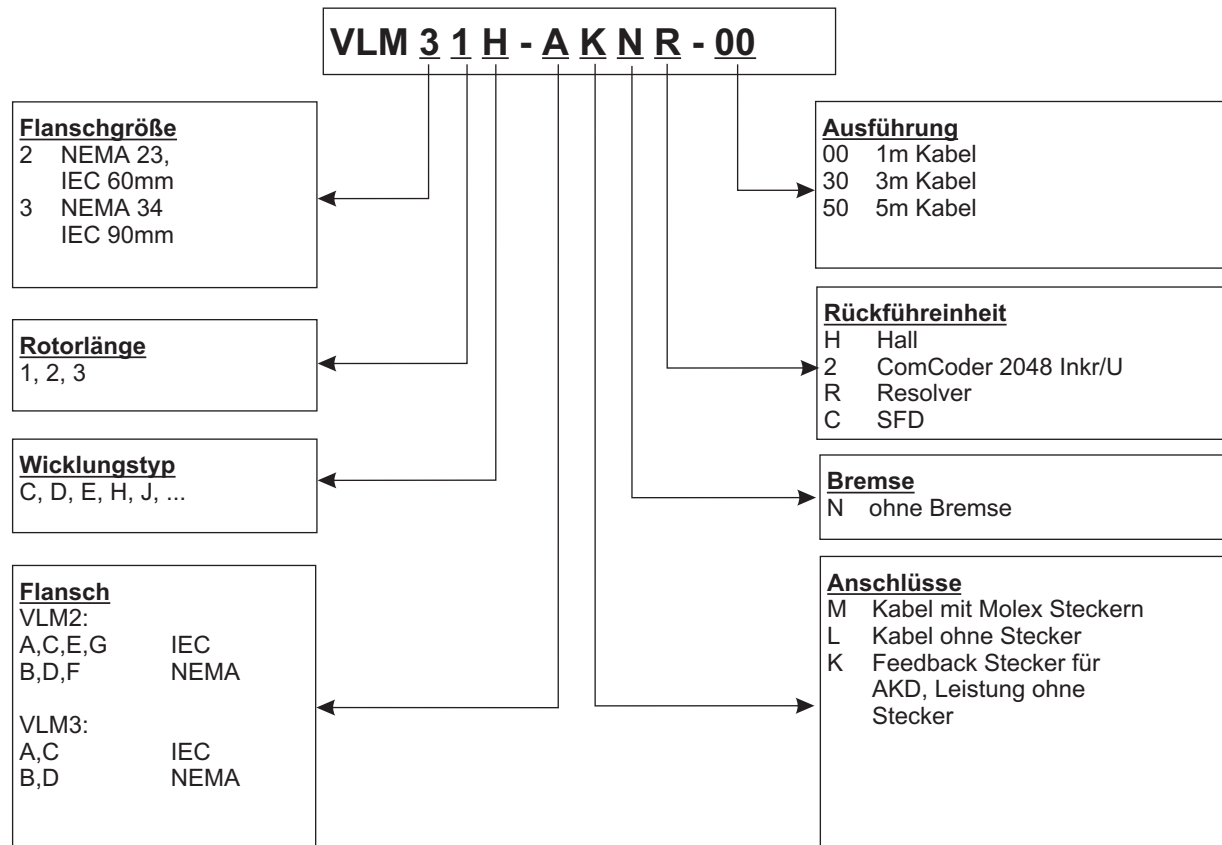 VLM 3 1 H - A K N R - 00
Flanschgröße
2 NEMA 23,
IEC 60mm
3 NEMA 34
IEC 90mm
Rotorlänge
1, 2, 3
Wicklungstyp
C, D, E, H, J, ...
Flansch
VLM2:
A,C,E,G IEC
B,D,F NEMA
VLM3:
A,C IEC
B,D NEMA
Ausführung
00 1m Kabel
30 3m Kabel
50 5m Kabel
Rückführeinheit
H Hall
2 ComCoder 2048 Inkr/U
R Resolver
C SFD
Bremse
N ohne Bremse
Anschlüsse
M Kabel mit Molex Steckern
L Kabel ohne Stecker
K Feedback Stecker für
AKD, Leistung ohne
Stecker